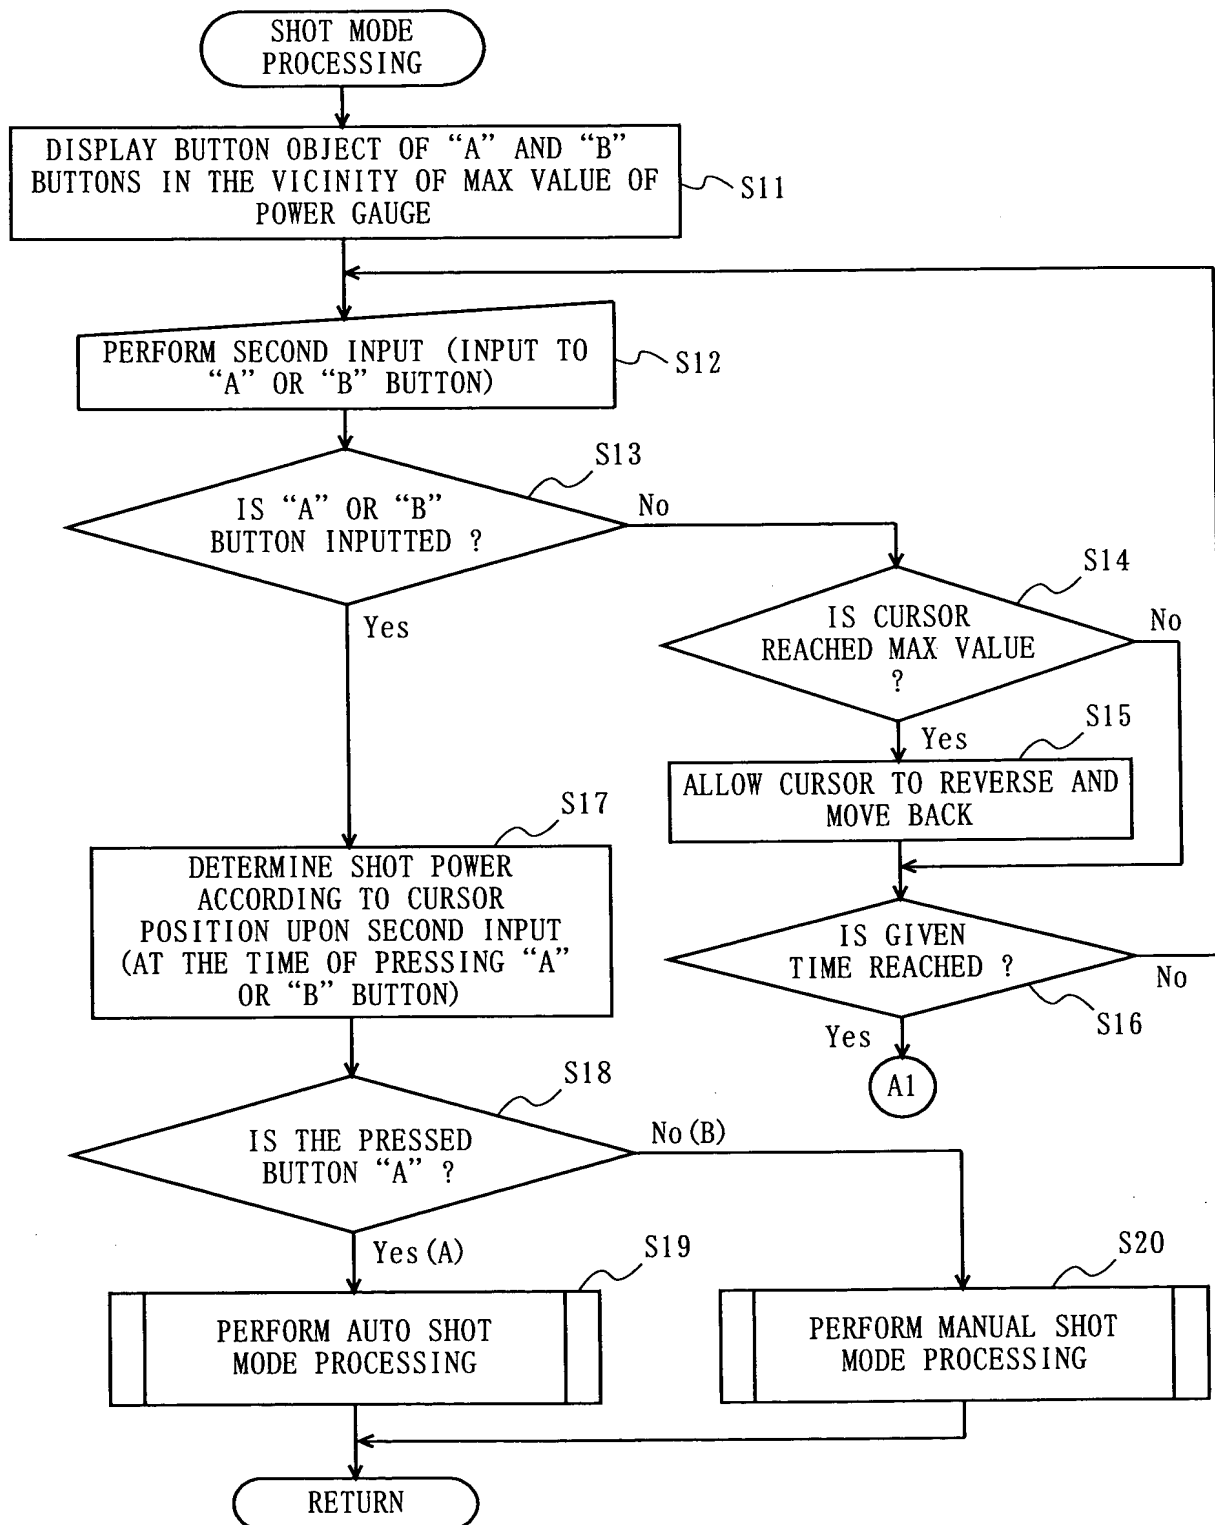 SHOT MODE
PROCESSING
DISPLAY BUTTON OBJECT OF “A” AND “B”
BUTTONS IN THE VICINITY OF MAX VALUE OF
POWER GAUGE
S11
PERFORM SECOND INPUT (INPUT TO
“A” OR “B” BUTTON)
S12
S13
IS “A” OR “B”
BUTTON INPUTTED ?
No
Yes
S14
IS CURSOR
REACHED MAX VALUE
?
No
Yes
S15
ALLOW CURSOR TO REVERSE AND
MOVE BACK
IS GIVEN
TIME REACHED ?
No
S16
Yes
A1
S17
DETERMINE SHOT POWER
ACCORDING TO CURSOR
POSITION UPON SECOND INPUT
(AT THE TIME OF PRESSING “A”
OR “B” BUTTON)
S18
IS THE PRESSED
BUTTON “A” ?
No(B)
Yes(A)
S19
PERFORM AUTO SHOT
MODE PROCESSING
S20
PERFORM MANUAL SHOT
MODE PROCESSING
RETURN